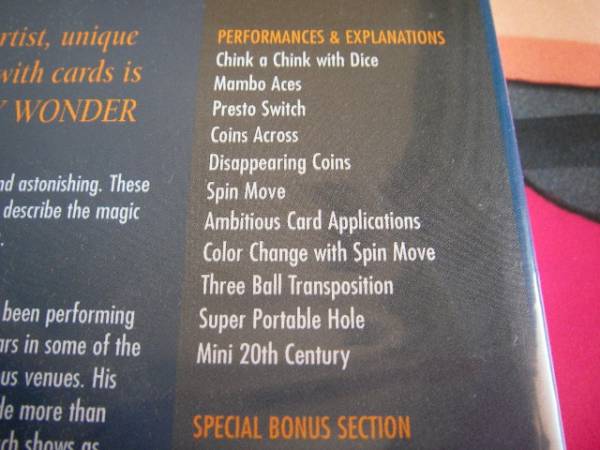 rtist, unique
with cards is
Y WONDER
nd astonishing. These
describe the magic
been performing
rs in some of the
us venues. His
le more than
ch shows as
PERFORMANCES & EXPLANATIONS
Chink a Chink with Dice
Mambo Aces
Presto Switch
Coins Across
Disappearing Coins
Spin Move
Ambitious Card Applications
Color Change with Spin Move
Three Ball Transposition
Super Portable Hole
Mini 20th Century
SPECIAL BONUS SECTION